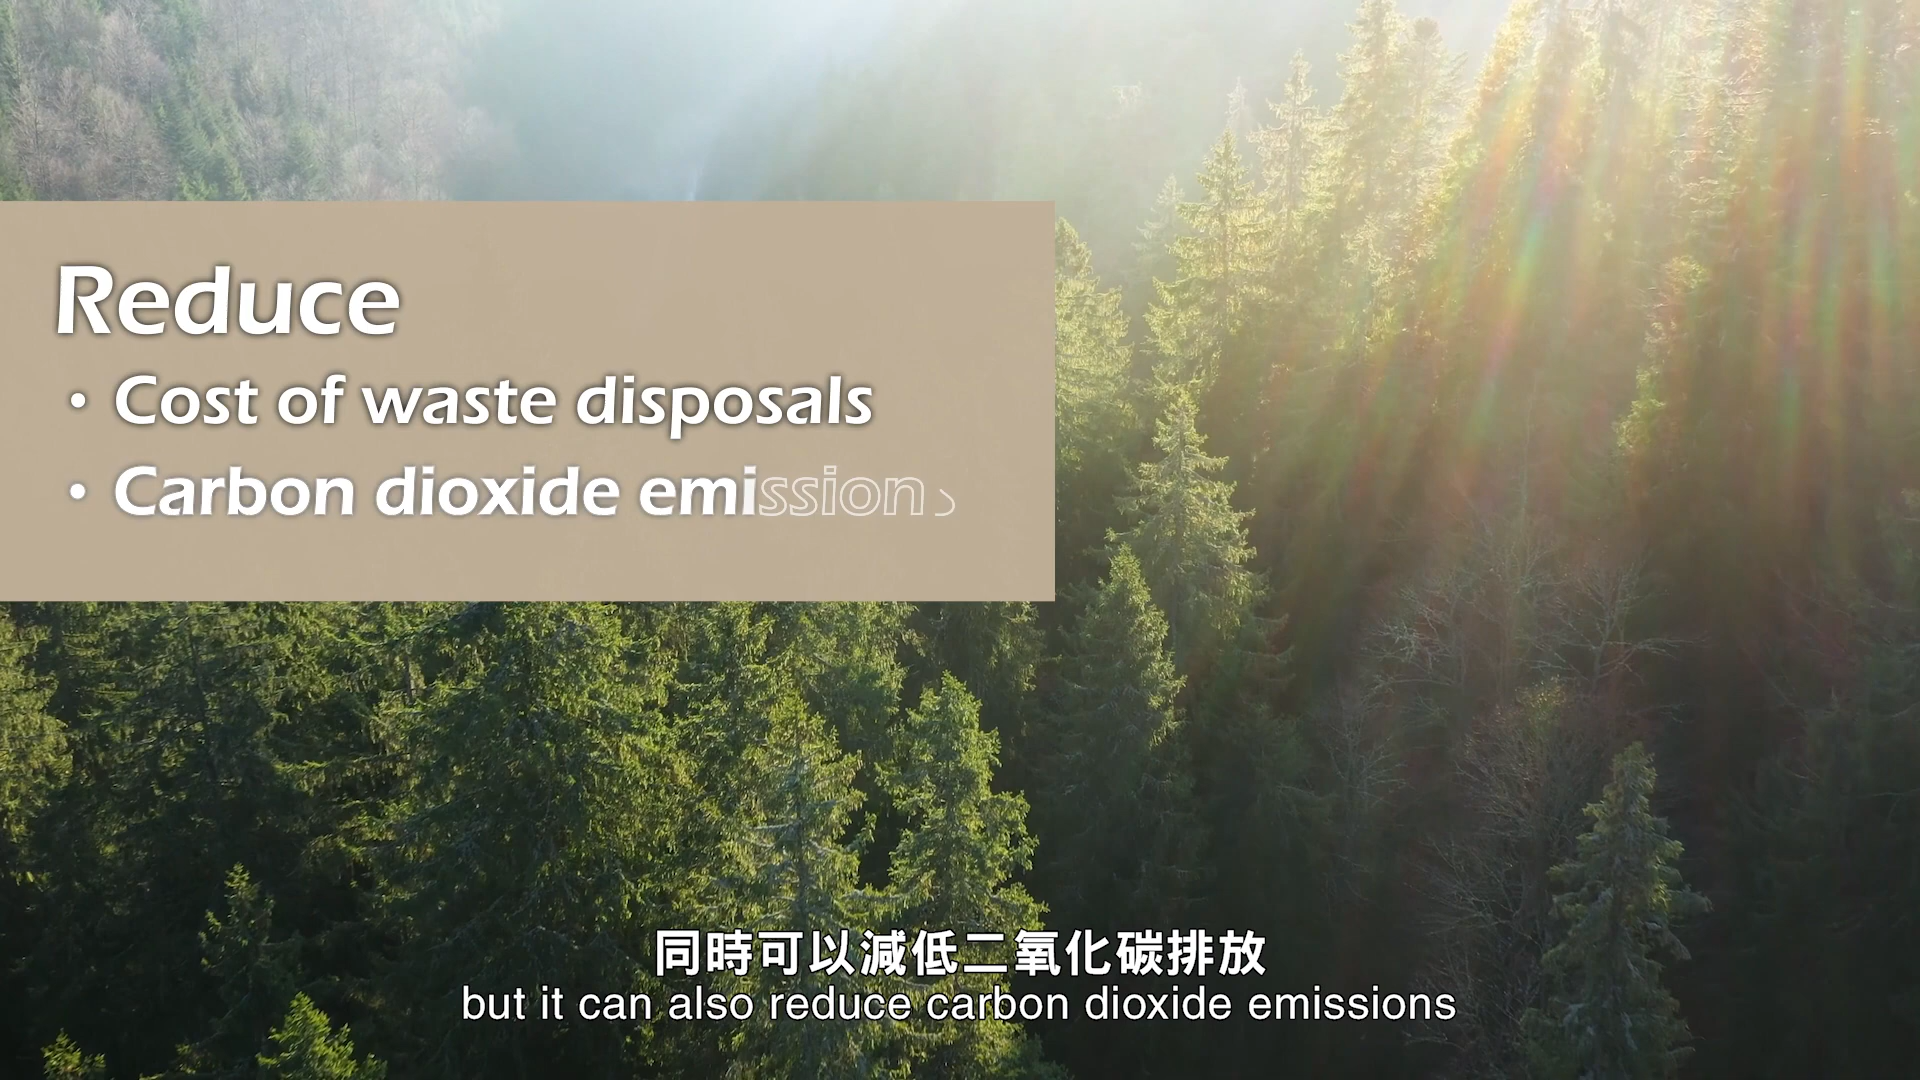 Reduce
• Cost of waste disposals
• Carbon dioxide emissions
同時可以減低二氧化碳排放
but it can also reduce carbon dioxide emissions